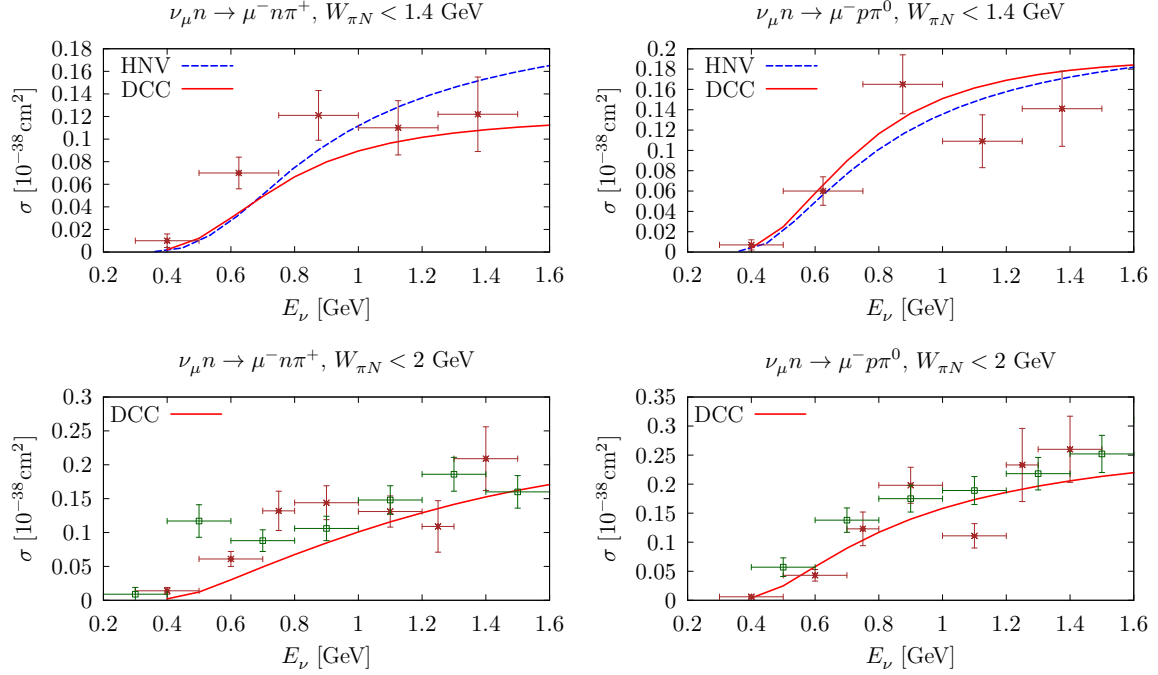 νμn → μ⁻nπ⁺, WπN < 1.4 GeV
HNV
DCC
σ [10⁻³⁸cm²]
0.18
0.16
0.14
0.12
0.1
0.08
0.06
0.04
0.02
0
0.2 0.4 0.6 0.8 1 1.2 1.4 1.6
Eν [GeV]
νμn → μ⁻pπ⁰, WπN < 1.4 GeV
HNV
DCC
σ [10⁻³⁸cm²]
0.2
0.18
0.16
0.14
0.12
0.1
0.08
0.06
0.04
0.02
0
0.2 0.4 0.6 0.8 1 1.2 1.4 1.6
Eν [GeV]
νμn → μ⁻nπ⁺, WπN < 2 GeV
DCC
σ [10⁻³⁸cm²]
0.3
0.25
0.2
0.15
0.1
0.05
0
0.2 0.4 0.6 0.8 1 1.2 1.4 1.6
Eν [GeV]
νμn → μ⁻pπ⁰, WπN < 2 GeV
DCC
σ [10⁻³⁸cm²]
0.35
0.3
0.25
0.2
0.15
0.1
0.05
0
0.2 0.4 0.6 0.8 1 1.2 1.4 1.6
Eν [GeV]